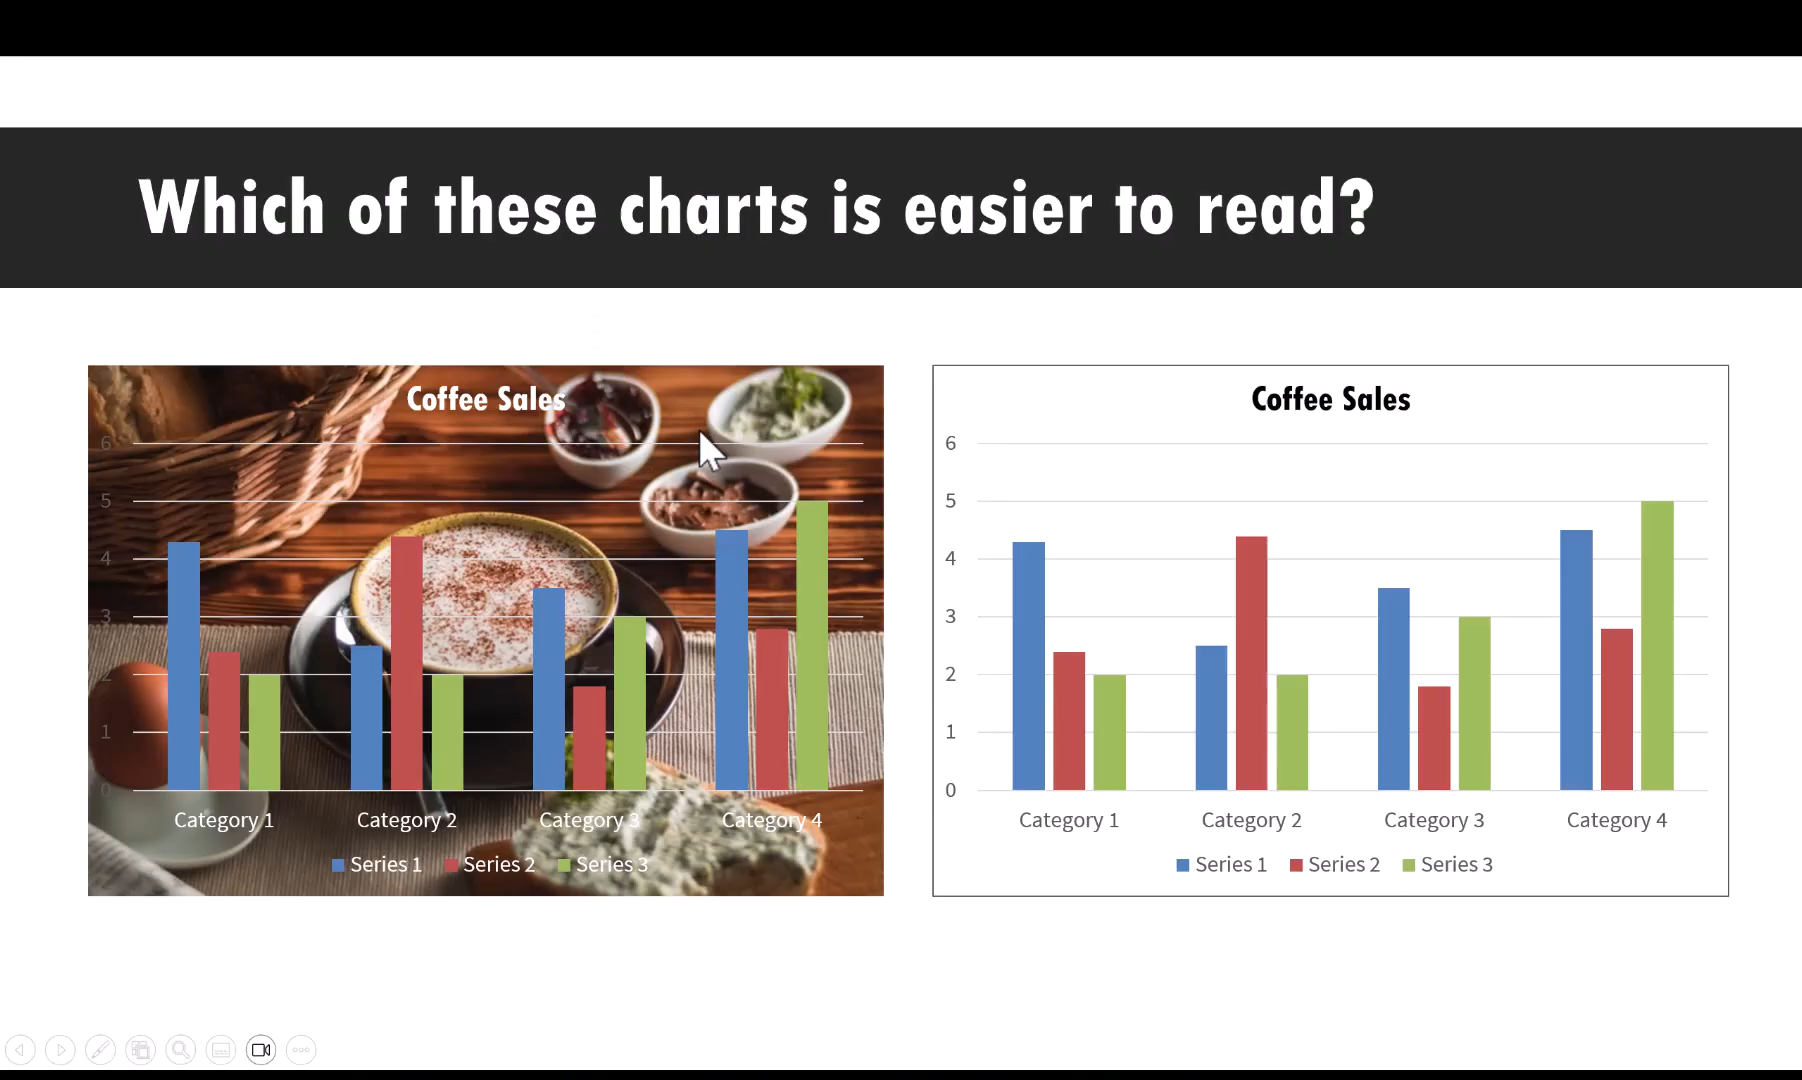 Which of these charts is easier to read?
Coffee Sales
6
5
4
3
2
1
0
Category 1 Category 2 Category 3 Category 4
Series 1 Series 2 Series 3
Coffee Sales
6
5
4
3
2
1
0
Category 1 Category 2 Category 3 Category 4
Series 1 Series 2 Series 3